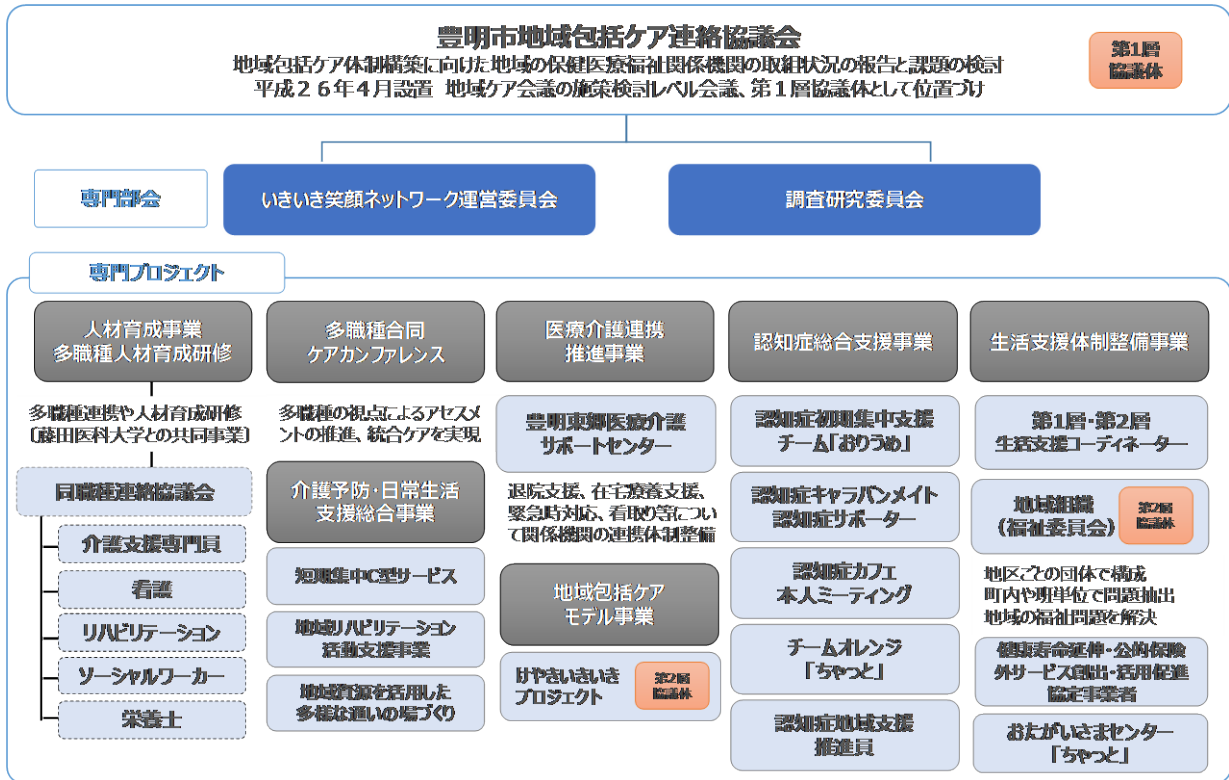 豊明市地域包括ケア連絡協議会
地域包括ケア体制構築に向けた地域の保健医療福祉関係機関の取組状況の報告と課題の検討
平成26年4月設置 地域ケア会議の施策検討レベル会議、第1層協議体として位置づけ
第1層
協議体
専門部会
いきいき笑顔ネットワーク運営委員会
調査研究委員会
専門プロジェクト
人材育成事業
多職種人材育成研修
多職種連携や人材育成研修
〔藤田医科大学との共同事業〕
同職種連絡協議会
介護支援専門員
看護
リハビリテーション
ソーシャルワーカー
栄養士
多職種合同
ケアカンファレンス
多職種の視点によるアセスメ
ントの推進、統合ケアを実現
介護予防・日常生活
支援総合事業
短期集中C型サービス
地域リハビリテーション
活動支援事業
地域資源を活用した
多様な通いの場づくり
医療介護連携
推進事業
豊明東郷医療介護
サポートセンター
退院支援、在宅療養支援、
緊急時対応、看取り等につい
て関係機関の連携体制整備
地域包括ケア
モデル事業
けやきいきいき
プロジェクト
第2層
協議体
認知症総合支援事業
認知症初期集中支援
チーム「おりうめ」
認知症キャラバンメイト
認知症サポーター
認知症カフェ
本人ミーティング
チームオレンジ
「ちゃっと」
認知症地域支援
推進員
生活支援体制整備事業
第1層・第2層
生活支援コーディネーター
地域組織
（福祉委員会）
第2層
協議体
地区ごとの団体で構成
町内や班単位で問題抽出
地域の福祉問題を解決
健康寿命延伸・公的保険
外サービス創出・活用促進
協定事業者
おたがいさまセンター
「ちゃっと」